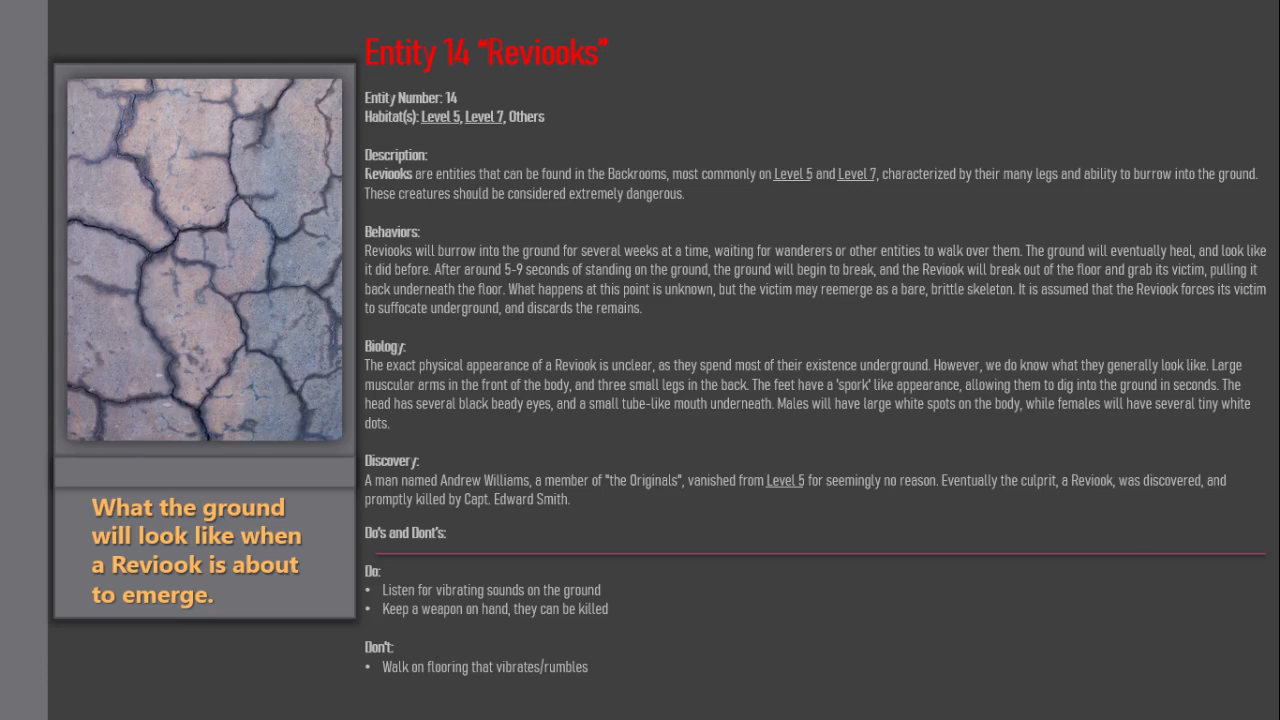 Entity 14 “Reviooks”
Entity Number: 14
Habitat(s): Level 5, Level 7, Others
Description:
Reviooks are entities that can be found in the Backrooms, most commonly on Level 5 and Level 7, characterized by their many legs and ability to burrow into the ground.
These creatures should be considered extremely dangerous.
Behaviors:
Reviooks will burrow into the ground for several weeks at a time, waiting for wanderers or other entities to walk over them. The ground will eventually heal, and look like
it did before. After around 5-9 seconds of standing on the ground, the ground will begin to break, and the Reviook will break out of the floor and grab its victim, pulling it
back underneath the floor. What happens at this point is unknown, but the victim may reemerge as a bare, brittle skeleton. It is assumed that the Reviook forces its victim
to suffocate underground, and discards the remains.
Biology:
The exact physical appearance of a Reviook is unclear, as they spend most of their existence underground. However, we do know what they generally look like. Large
muscular arms in the front of the body, and three small legs in the back. The feet have a 'spork' like appearance, allowing them to dig into the ground in seconds. The
head has several black beady eyes, and a small tube-like mouth underneath. Males will have large white spots on the body, while females will have several tiny white
dots.
Discovery:
A man named Andrew Williams, a member of "the Originals", vanished from Level 5 for seemingly no reason. Eventually the culprit, a Reviook, was discovered, and
promptly killed by Capt. Edward Smith.
Do's and Dont's:
Do:
• Listen for vibrating sounds on the ground
• Keep a weapon on hand, they can be killed
Don't:
• Walk on flooring that vibrates/rumbles
What the ground
will look like when
a Reviook is about
to emerge.